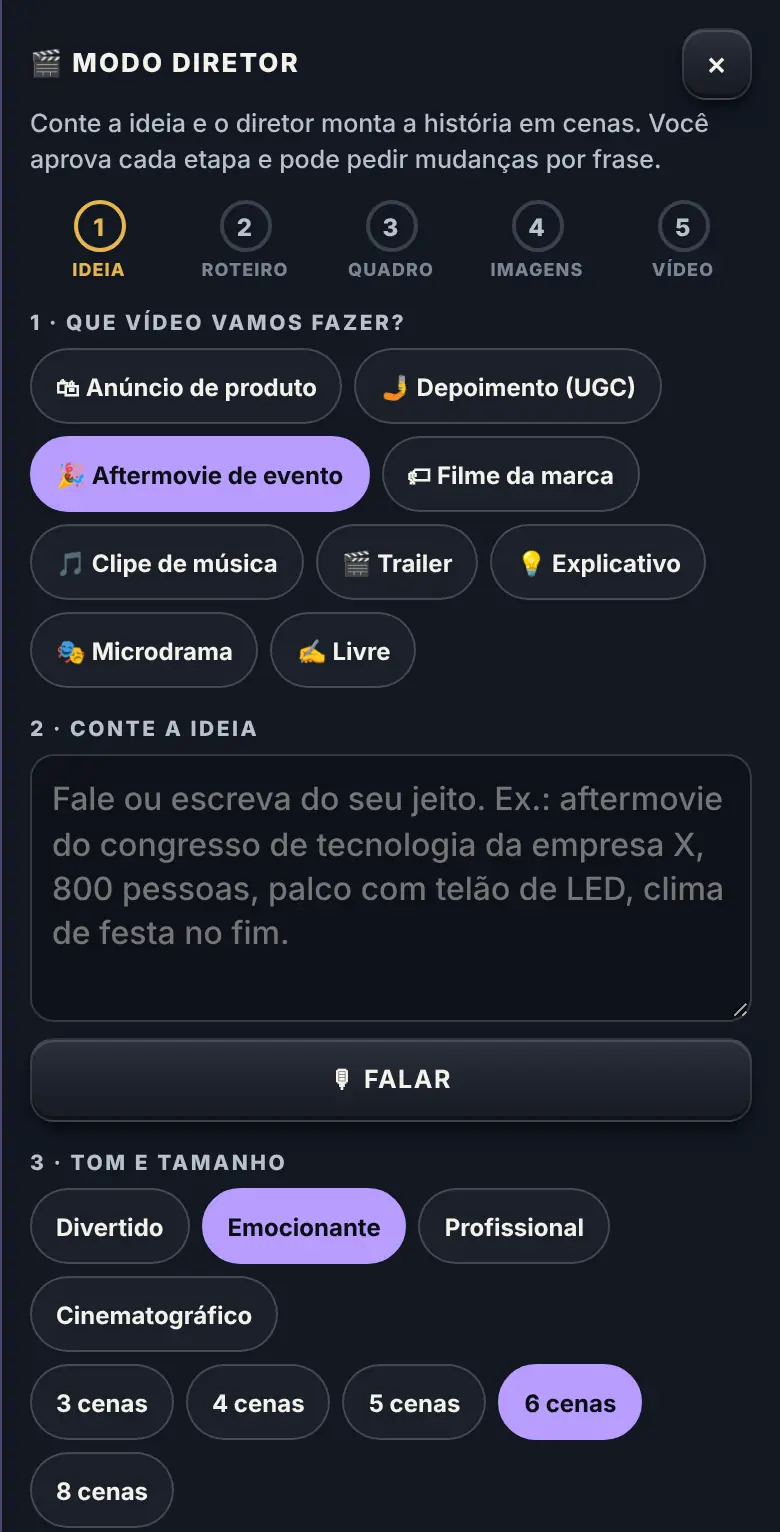 🎬 MODO DIRETOR
×
Conte a ideia e o diretor monta a história em cenas. Você
aprova cada etapa e pode pedir mudanças por frase.
1 2 3 4 5
IDEIA ROTEIRO QUADRO IMAGENS VÍDEO
1 · QUE VÍDEO VAMOS FAZER?
🛍 Anúncio de produto 🤳 Depoimento (UGC)
🎉 Aftermovie de evento 🏷 Filme da marca
🎵 Clipe de música 🎬 Trailer 💡 Explicativo
🎭 Microdrama ✍️ Livre
2 · CONTE A IDEIA
Fale ou escreva do seu jeito. Ex.: aftermovie
do congresso de tecnologia da empresa X,
800 pessoas, palco com telão de LED, clima
de festa no fim.
🎙 FALAR
3 · TOM E TAMANHO
Divertido Emocionante Profissional
Cinematográfico
3 cenas 4 cenas 5 cenas 6 cenas
8 cenas